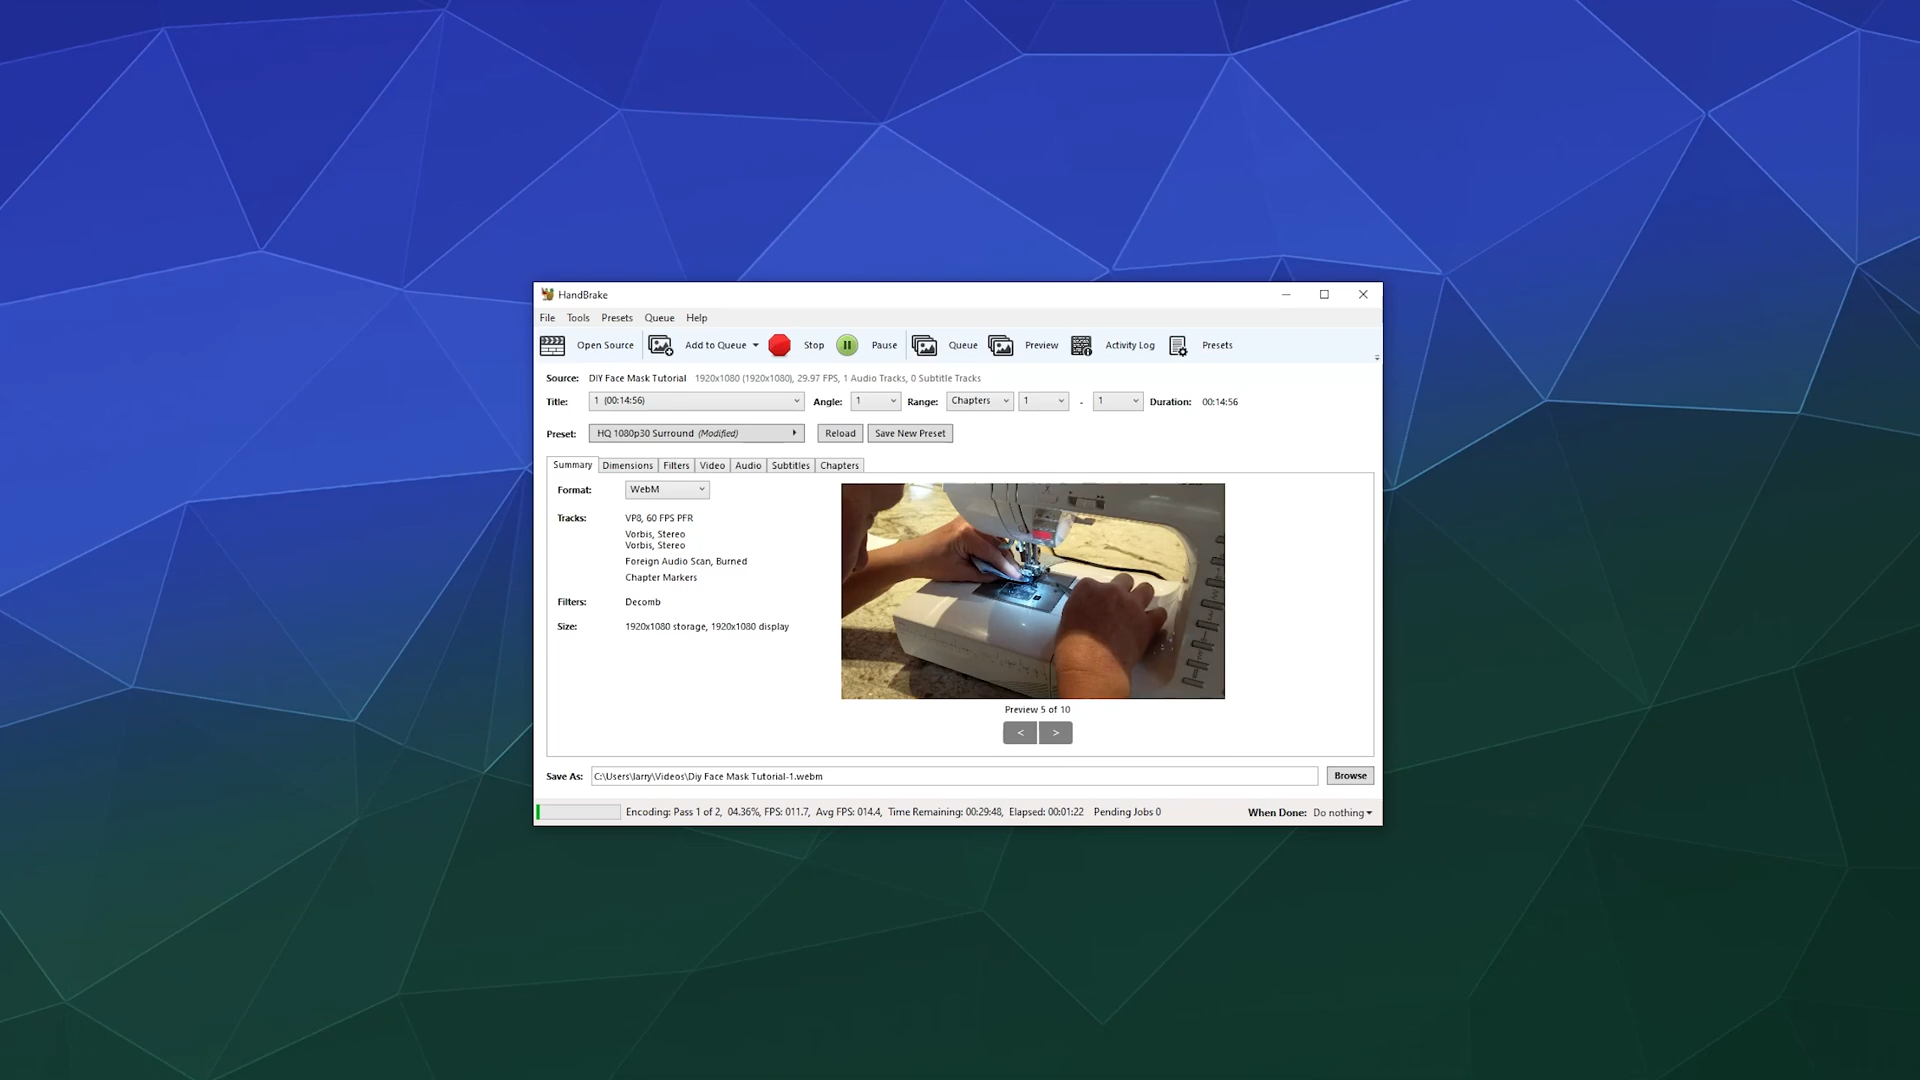 HandBrake
File Tools Presets Queue Help
Open Source Add to Queue Stop Pause Queue Preview Activity Log Presets
Source: DIY Face Mask Tutorial 1920x1080 (1920x1080), 29.97 FPS, 1 Audio Tracks, 0 Subtitle Tracks
Title: 1 (00:14:56) Angle: 1 Range: Chapters 1 - 1 Duration: 00:14:56
Preset: HQ 1080p30 Surround (Modified) Reload Save New Preset
Summary Dimensions Filters Video Audio Subtitles Chapters
Format: WebM
Tracks: VP8, 60 FPS PFR
Vorbis, Stereo
Vorbis, Stereo
Foreign Audio Scan, Burned
Chapter Markers
Filters: Decomb
Size: 1920x1080 storage, 1920x1080 display
Preview 5 of 10
< >
Save As: C:\Users\larry\Videos\Diy Face Mask Tutorial-1.webm Browse
Encoding: Pass 1 of 2, 04.36%, FPS: 011.7, Avg FPS: 014.4, Time Remaining: 00:29:48, Elapsed: 00:01:22 Pending Jobs 0 When Done: Do nothing